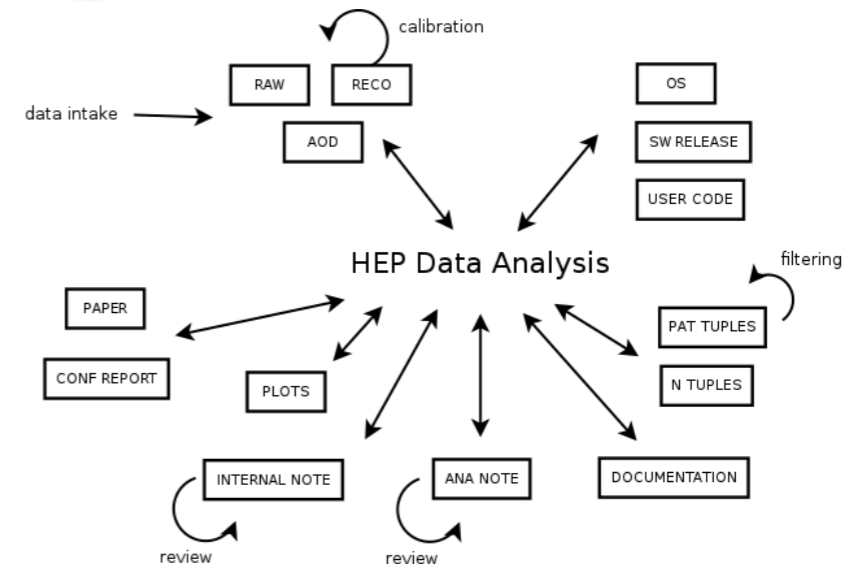 calibration
RAW
RECO
OS
data intake
AOD
SW RELEASE
USER CODE
HEP Data Analysis
filtering
PAPER
PAT TUPLES
CONF REPORT
PLOTS
N TUPLES
INTERNAL NOTE
ANA NOTE
DOCUMENTATION
review
review